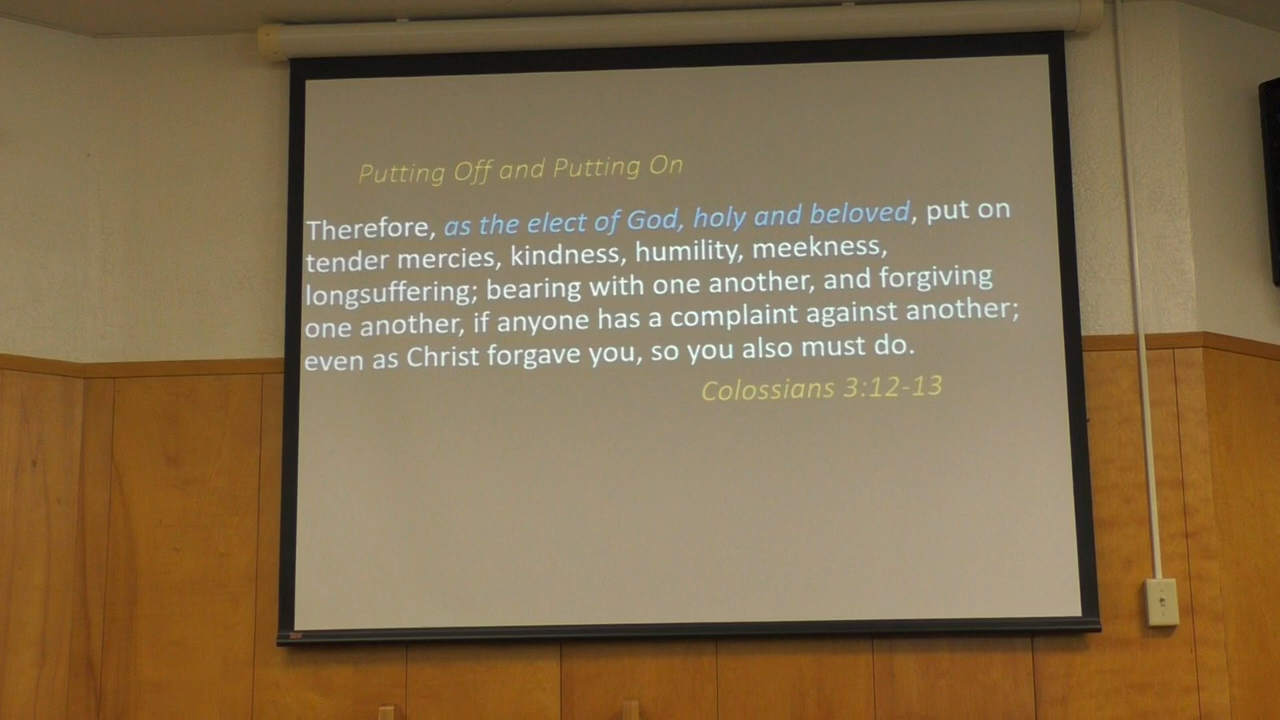 Putting Off and Putting On
Therefore, as the elect of God, holy and beloved, put on
tender mercies, kindness, humility, meekness,
longsuffering; bearing with one another, and forgiving
one another, if anyone has a complaint against another;
even as Christ forgave you, so you also must do.
Colossians 3:12-13